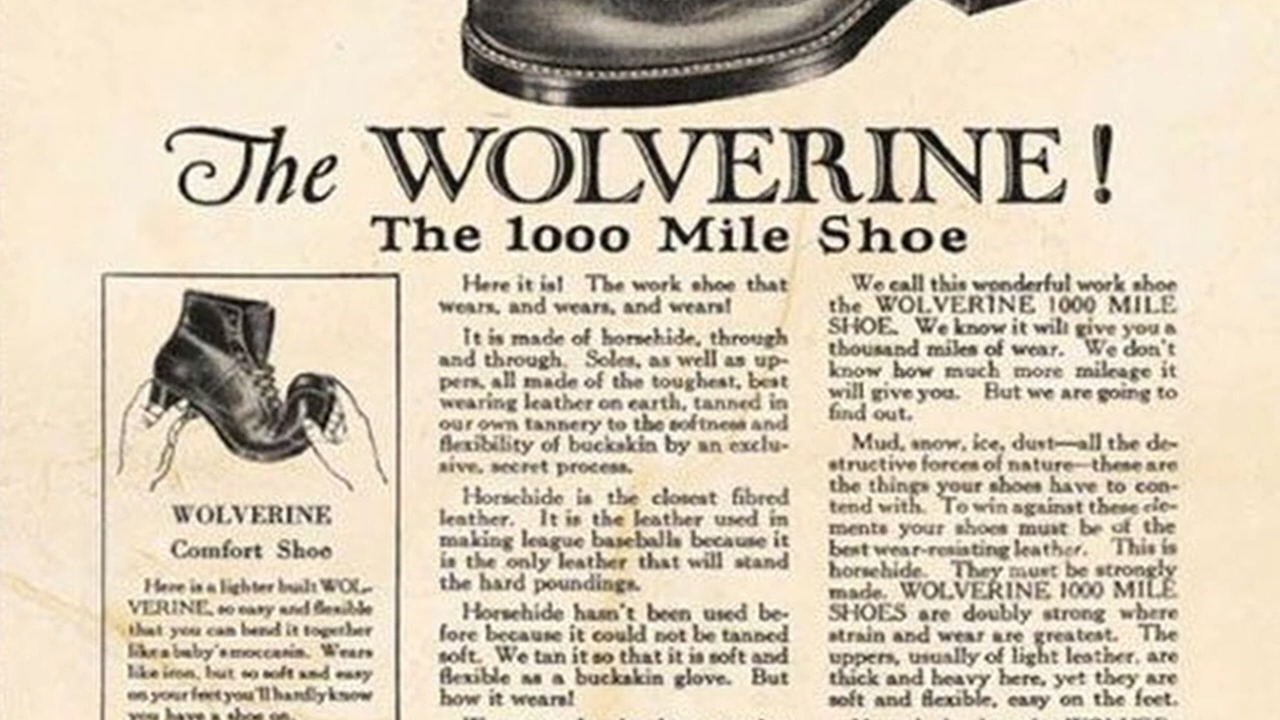 The WOLVERINE!
The 1000 Mile Shoe
WOLVERINE
Comfort Shoe
Here is a lighter built WOL-
VERINE, so easy and flexible
that you can bend it together
like a baby's moccasin. Wears
like iron, but so soft and easy
on your feet you'll hardly know
you have a shoe on.
Here it is! The work shoe that
wears, and wears, and wears!
It is made of horsehide, through
and through. Soles, as well as up-
pers, all made of the toughest, best
wearing leather on earth, tanned in
our own tannery to the softness and
flexibility of buckskin by an exclu-
sive, secret process.
Horsehide is the closest fibred
leather. It is the leather used in
making league baseballs because it
is the only leather that will stand
the hard poundings.
Horsehide hasn't been used be-
fore because it could not be tanned
soft. We tan it so that it is soft and
flexible as a buckskin glove. But
how it wears!
We call this wonderful work shoe
the WOLVERINE 1000 MILE
SHOE. We know it will give you a
thousand miles of wear. We don't
know how much more mileage it
will give you. But we are going to
find out.
Mud, snow, ice, dust—all the de-
structive forces of nature—these are
the things your shoes have to con-
tend with. To win against these ele-
ments your shoes must be of the
best wear-resisting leather. This is
horsehide. They must be strongly
made. WOLVERINE 1000 MILE
SHOES are doubly strong where
strain and wear are greatest. The
uppers, usually of light leather, are
thick and heavy here, yet they are
soft and flexible, easy on the feet.